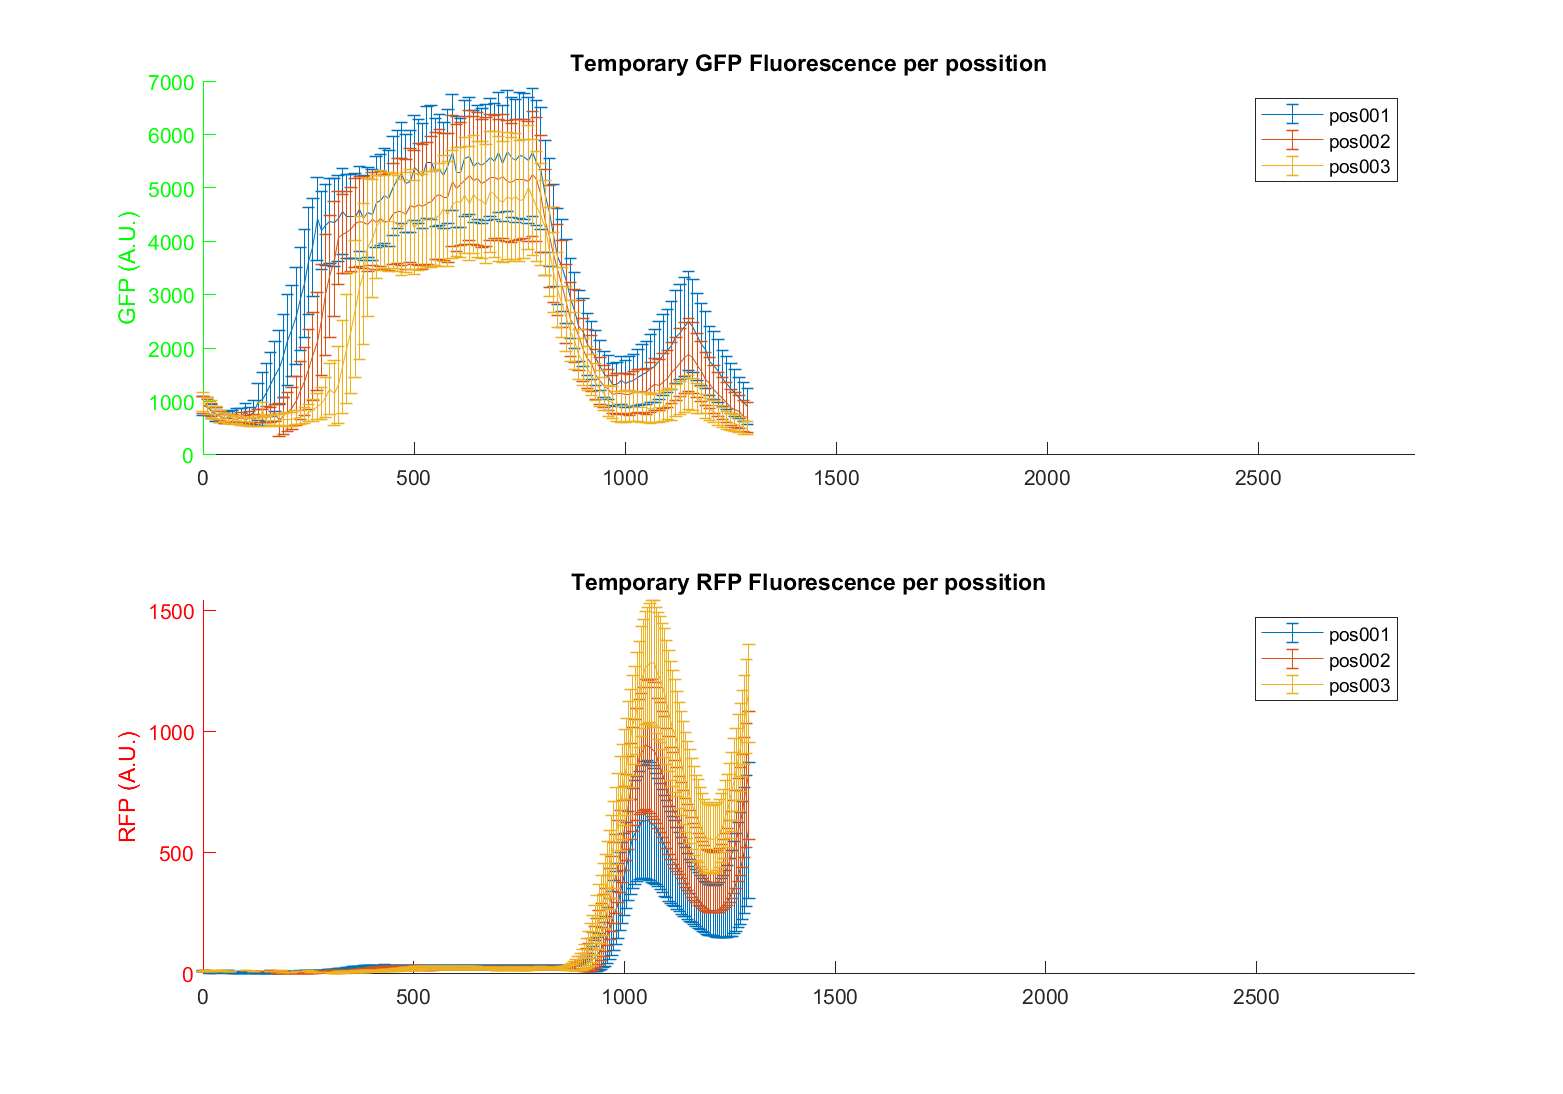 Temporary GFP Fluorescence per possition
GFP (A.U.)
7000
6000
5000
4000
3000
2000
1000
0
0 500 1000 1500 2000 2500
pos001
pos002
pos003
Temporary RFP Fluorescence per possition
RFP (A.U.)
1500
1000
500
0
0 500 1000 1500 2000 2500
pos001
pos002
pos003